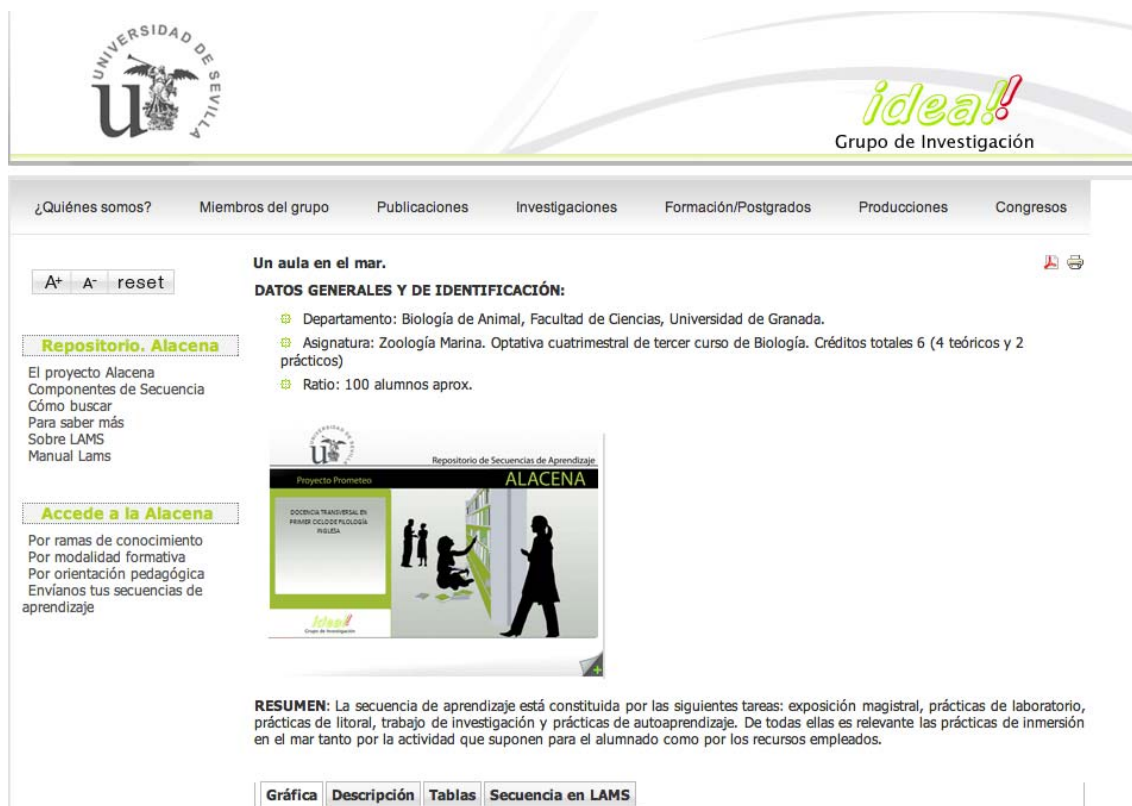 UNIVERSIDAD DE SEVILLA
idea!!
Grupo de Investigación
¿Quiénes somos? Miembros del grupo Publicaciones Investigaciones Formación/Postgrados Producciones Congresos
A+ A- reset
Repositorio. Alacena
El proyecto Alacena
Componentes de Secuencia
Cómo buscar
Para saber más
Sobre LAMS
Manual Lams
Accede a la Alacena
Por ramas de conocimiento
Por modalidad formativa
Por orientación pedagógica
Envíanos tus secuencias de
aprendizaje
Un aula en el mar.
DATOS GENERALES Y DE IDENTIFICACIÓN:
Departamento: Biología de Animal, Facultad de Ciencias, Universidad de Granada.
Asignatura: Zoología Marina. Optativa cuatrimestral de tercer curso de Biología. Créditos totales 6 (4 teóricos y 2
prácticos)
Ratio: 100 alumnos aprox.
UNIVERSIDAD DE SEVILLA
Repositorio de Secuencias de Aprendizaje
Proyecto Prometeo ALACENA
DOCENCIA TRANSVERSAL EN
PRIMER CICLO DE FILOLOGÍA
INGLESA
idea!!
Grupo de Investigación
RESUMEN: La secuencia de aprendizaje está constituida por las siguientes tareas: exposición magistral, prácticas de laboratorio,
prácticas de litoral, trabajo de investigación y prácticas de autoaprendizaje. De todas ellas es relevante las prácticas de inmersión
en el mar tanto por la actividad que suponen para el alumnado como por los recursos empleados.
Gráfica Descripción Tablas Secuencia en LAMS